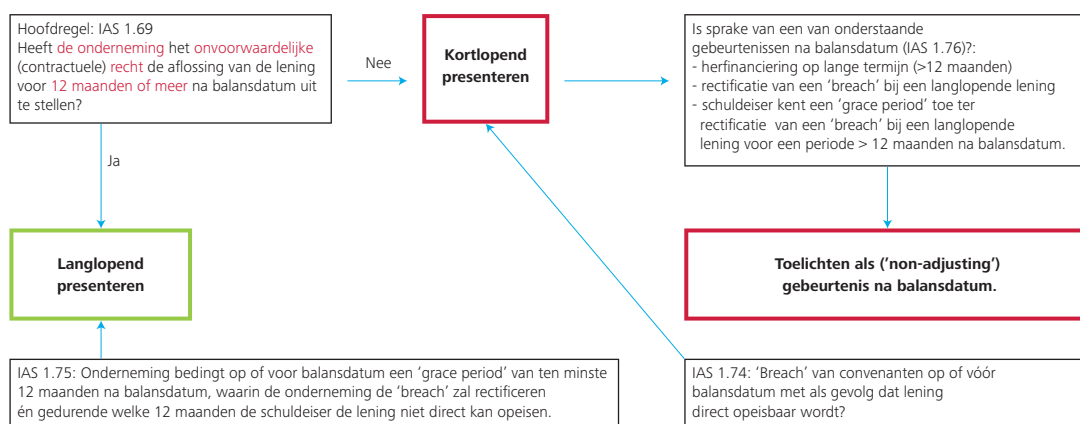 Hoofdregel: IAS 1.69
Heeft de onderneming het onvoorwaardelijke
(contractuele) recht de aflossing van de lening
voor 12 maanden of meer na balansdatum uit
te stellen?
Nee
Kortlopend
presenteren
Is sprake van een van onderstaande
gebeurtenissen na balansdatum (IAS 1.76)?:
- herfinanciering op lange termijn (>12 maanden)
- rectificatie van een ‘breach’ bij een langlopende lening
- schuldeiser kent een ‘grace period’ toe ter
rectificatie van een ‘breach’ bij een langlopende
lening voor een periode > 12 maanden na balansdatum.
Ja
Langlopend
presenteren
Toelichten als (‘non-adjusting’)
gebeurtenis na balansdatum.
IAS 1.75: Onderneming bedingt op of voor balansdatum een ‘grace period’ van ten minste
12 maanden na balansdatum, waarin de onderneming de ‘breach’ zal rectificeren
én gedurende welke 12 maanden de schuldeiser de lening niet direct kan opeisen.
IAS 1.74: ‘Breach’ van convenanten op of vóór
balansdatum met als gevolg dat lening
direct opeisbaar wordt?